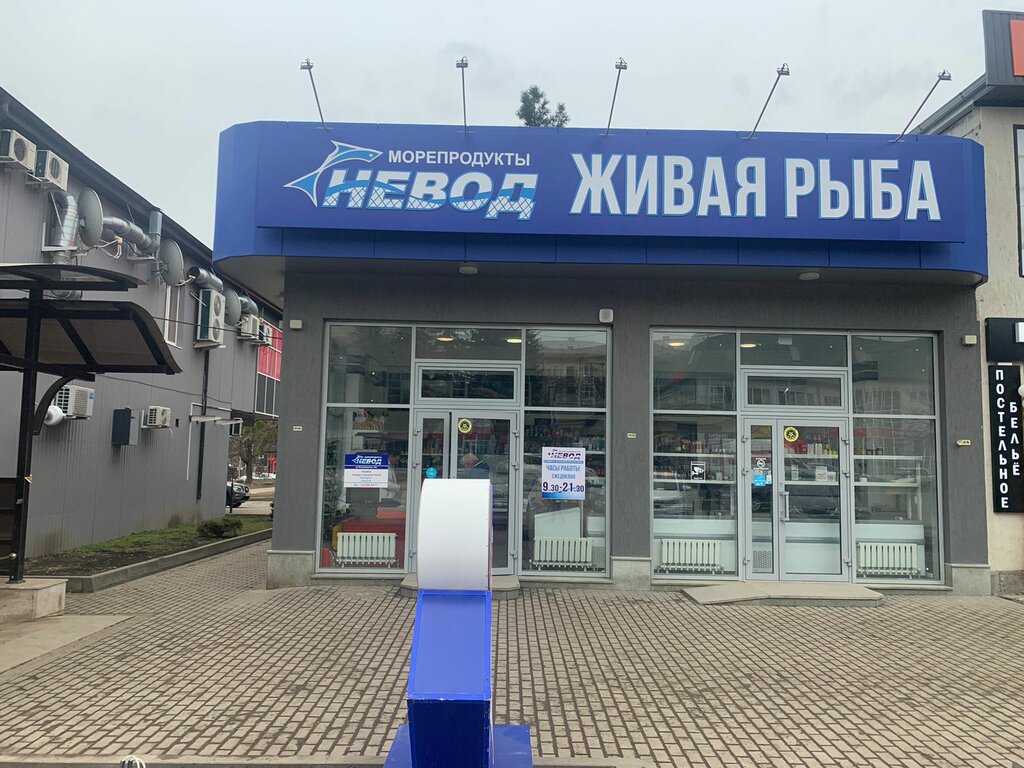 МОРЕПРОДУКТЫ
НЕВОД
ЖИВАЯ РЫБА
НЕВОД
НЕВОД
ЧАСЫ РАБОТЫ:
ЕЖЕДНЕВНО
9.30-21.30
ПОСТЕЛЬНОЕ
БЕЛЬЁ